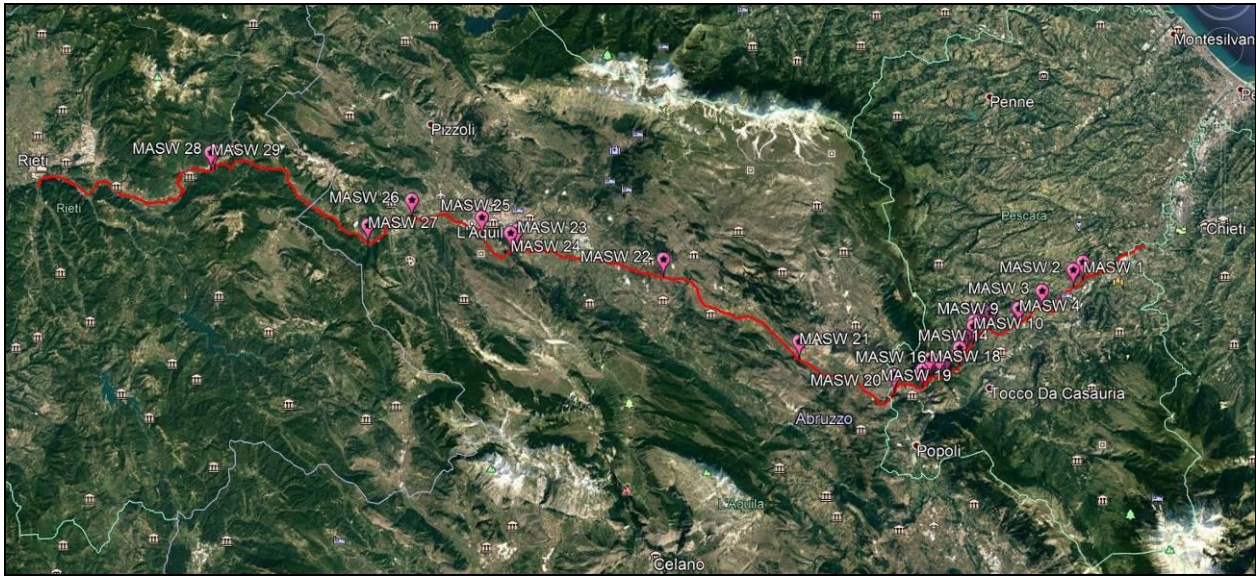 Montesilvan
Pe
Penne
Pizzoli
MASW 28
MASW 29
Rieti
Rieti
MASW 26
MASW 25
MASW 27
L'Aquil
MASW 23
MASW 24
MASW 22
Pescara
Chieti
MASW 2
MASW 1
MASW 3
MASW 9
MASW 4
MASW 10
MASW 14
MASW 21
MASW 16
MASW 18
MASW 20
MASW 19
Tocco Da Casauria
Abruzzo
Popoli
L'Aquila
Celano